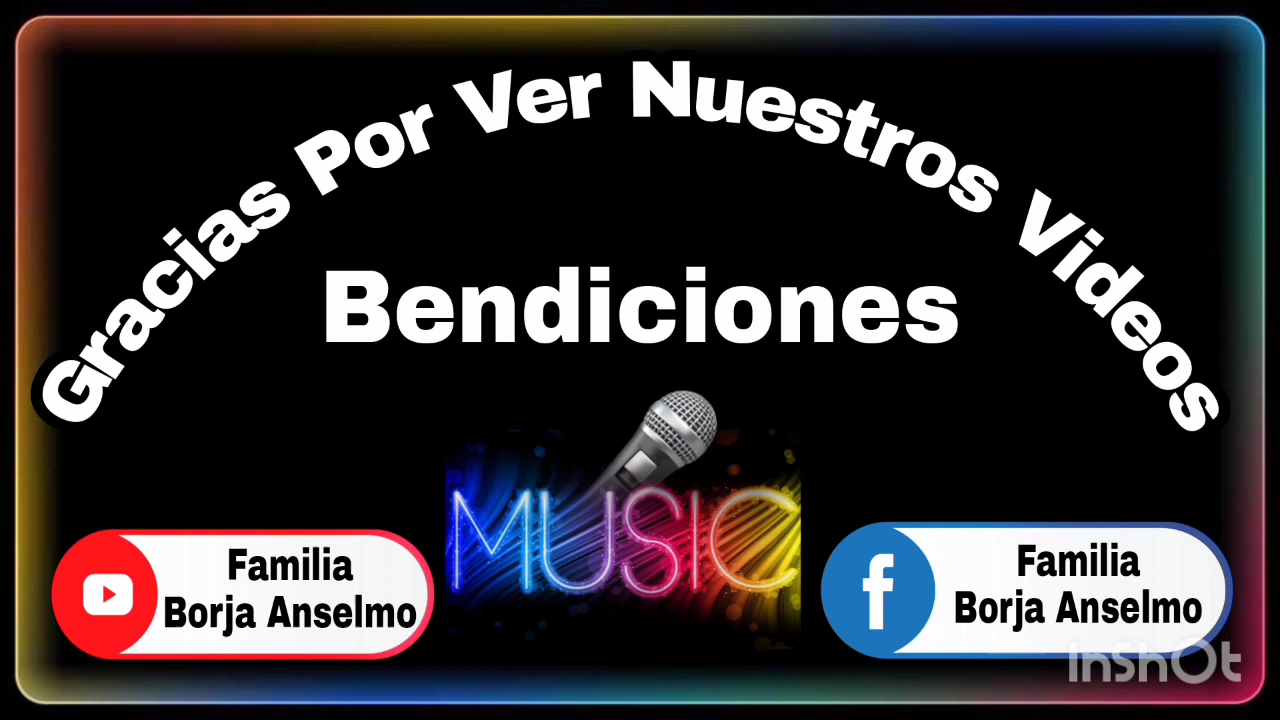 Gracias Por Ver Nuestros Videos
Bendiciones
MUSIC
Familia
Borja Anselmo
Familia
Borja Anselmo
InShOt